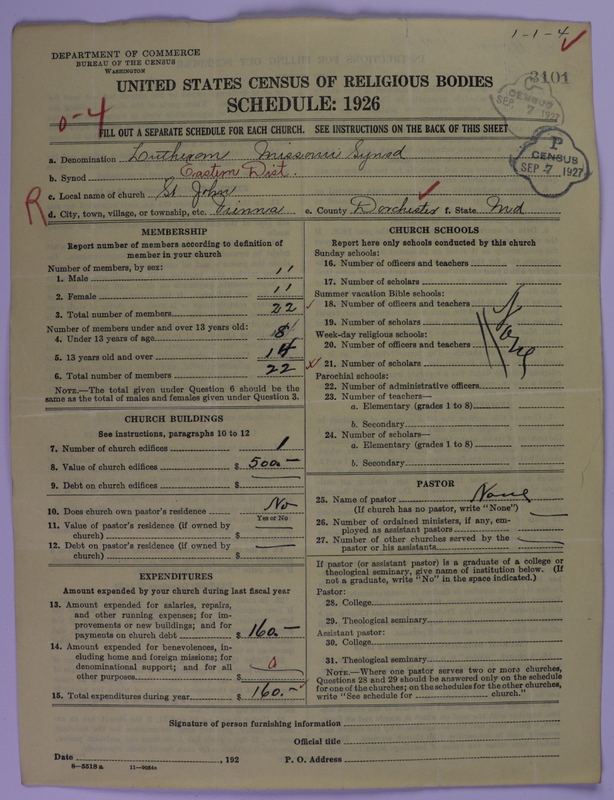 1-1-4
DEPARTMENT OF COMMERCE
BUREAU OF THE CENSUS
WASHINGTON
3101
UNITED STATES CENSUS OF RELIGIOUS BODIES
SCHEDULE: 1926
0-4
CENSUS
SEP 7 1927
P
CENSUS
SEP 7 1927
FILL OUT A SEPARATE SCHEDULE FOR EACH CHURCH. SEE INSTRUCTIONS ON THE BACK OF THIS SHEET
a. Denomination Lutheran Missouri Synod
b. Synod Eastern Dist.
c. Local name of church St John
R
d. City, town, village, or township, etc. Vienna e. County Dorchester f. State Md
MEMBERSHIP
Report number of members according to definition of
member in your church
Number of members, by sex:
1. Male 11
2. Female 11
3. Total number of members 22
Number of members under and over 13 years old:
4. Under 13 years of age 8
5. 13 years old and over 14
6. Total number of members 22
NOTE.—The total given under Question 6 should be
same as the total of males and females given under Question 3.
CHURCH BUILDINGS
See instructions, paragraphs 10 to 12
7. Number of church edifices 1
8. Value of church edifices $ 500.—
9. Debt on church edifices $
10. Does church own pastor's residence No
Yes or No
11. Value of pastor's residence (if owned by
church) $
12. Debt on pastor's residence (if owned by
church) $
EXPENDITURES
Amount expended by your church during last fiscal year
13. Amount expended for salaries, repairs,
and other running expenses; for im-
provements or new buildings; and for
payments on church debt $ 160.—
14. Amount expended for benevolences, in-
cluding home and foreign missions; for
denominational support; and for all
other purposes $
15. Total expenditures during year $ 160.—
CHURCH SCHOOLS
Report here only schools conducted by this church
Sunday schools:
16. Number of officers and teachers
17. Number of scholars
Summer vacation Bible schools:
18. Number of officers and teachers
19. Number of scholars
Week-day religious schools:
20. Number of officers and teachers
21. Number of scholars
None
Parochial schools:
22. Number of administrative officers
23. Number of teachers—
a. Elementary (grades 1 to 8)
b. Secondary
24. Number of scholars—
a. Elementary (grades 1 to 8)
b. Secondary
PASTOR
25. Name of pastor None
(If church has no pastor, write "None")
26. Number of ordained ministers, if any, em-
ployed as assistant pastors
27. Number of other churches served by the
pastor or his assistants
If pastor (or assistant pastor) is a graduate of a college or
theological seminary, give name of institution below. (If
not a graduate, write "No" in the space indicated.)
Pastor:
28. College
29. Theological seminary
Assistant pastor:
30. College
31. Theological seminary
NOTE.—Where one pastor serves two or more churches,
Questions 28 and 29 should be answered only on the schedule
for one of the churches; on the schedules for the other churches,
write "See schedule for church."
Signature of person furnishing information
Official title
Date , 192 P. O. Address
8—5518 a 11—9084a